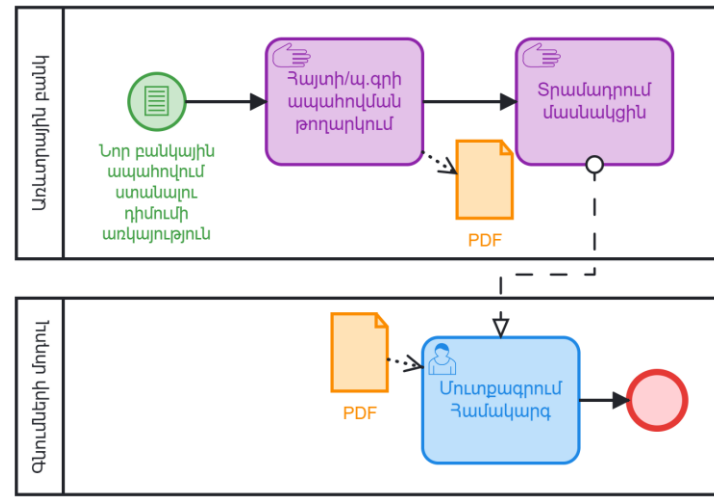 Առևտրային բանկ
Հայտի/պ.գրի
ապահովման
թողարկում
Տրամադրում
մասնակցին
Նոր բանկային
ապահովում
ստանալու
դիմումի
առկայություն
PDF
Գնումների մոդուլ
PDF
Մուտքագրում
Համակարգ